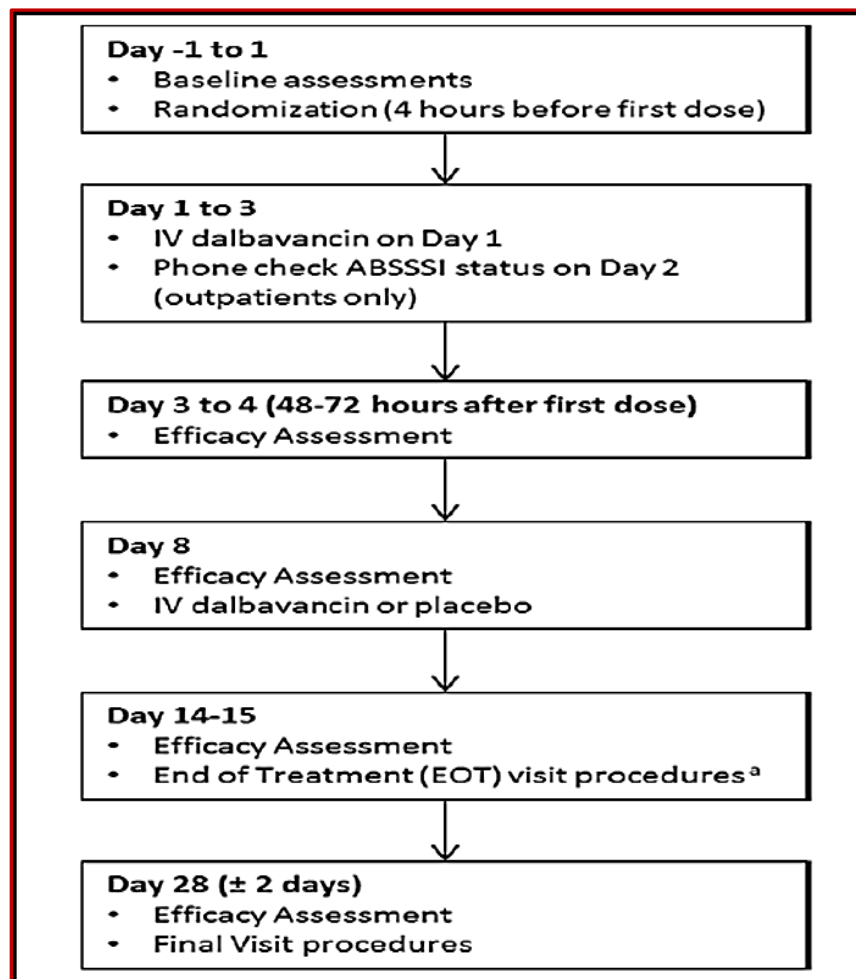 Day -1 to 1
• Baseline assessments
• Randomization (4 hours before first dose)
Day 1 to 3
• IV dalbavancin on Day 1
• Phone check ABSSSI status on Day 2
(outpatients only)
Day 3 to 4 (48-72 hours after first dose)
• Efficacy Assessment
Day 8
• Efficacy Assessment
• IV dalbavancin or placebo
Day 14-15
• Efficacy Assessment
• End of Treatment (EOT) visit procedures a
Day 28 (± 2 days)
• Efficacy Assessment
• Final Visit procedures